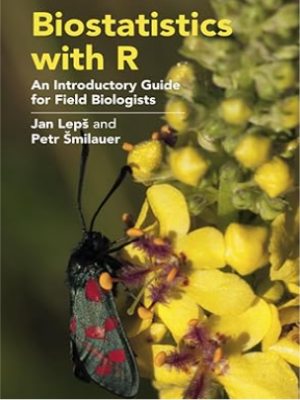 Biostatistics
with R
An Introductory Guide
for Field Biologists
Jan Lepš and
Petr Šmilauer